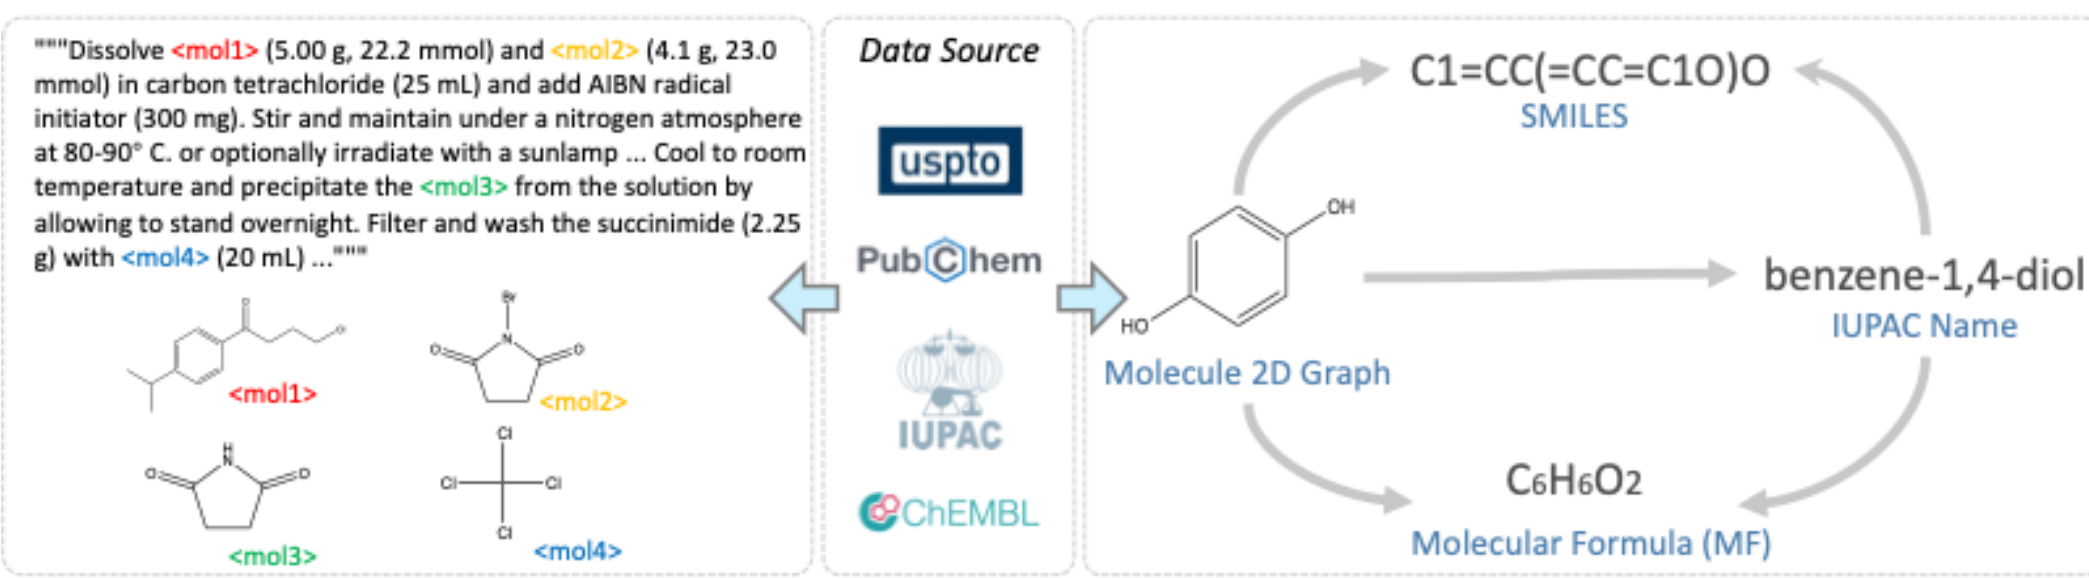 """Dissolve <mol1> (5.00 g, 22.2 mmol) and <mol2> (4.1 g, 23.0
mmol) in carbon tetrachloride (25 mL) and add AIBN radical
initiator (300 mg). Stir and maintain under a nitrogen atmosphere
at 80-90° C. or optionally irradiate with a sunlamp ... Cool to room
temperature and precipitate the <mol3> from the solution by
allowing to stand overnight. Filter and wash the succinimide (2.25
g) with <mol4> (20 mL) ..."""
O
<mol1>
Br
N
O
O
<mol2>
H
N
O
O
<mol3>
Cl
Cl
Cl
Cl
<mol4>
Data Source
uspto
PubChem
IUPAC
ChEMBL
C1=CC(=CC=C1O)O
SMILES
OH
HO
Molecule 2D Graph
benzene-1,4-diol
IUPAC Name
C6H6O2
Molecular Formula (MF)